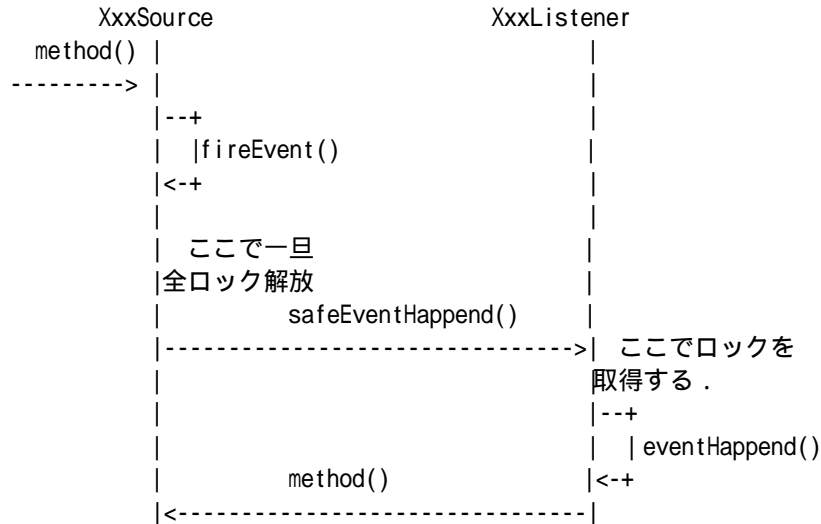 XxxSource XxxListener
method()
fireEvent()
ここで一旦
全ロック解放
safeEventHappend()
ここでロックを
取得する．
eventHappend()
method()